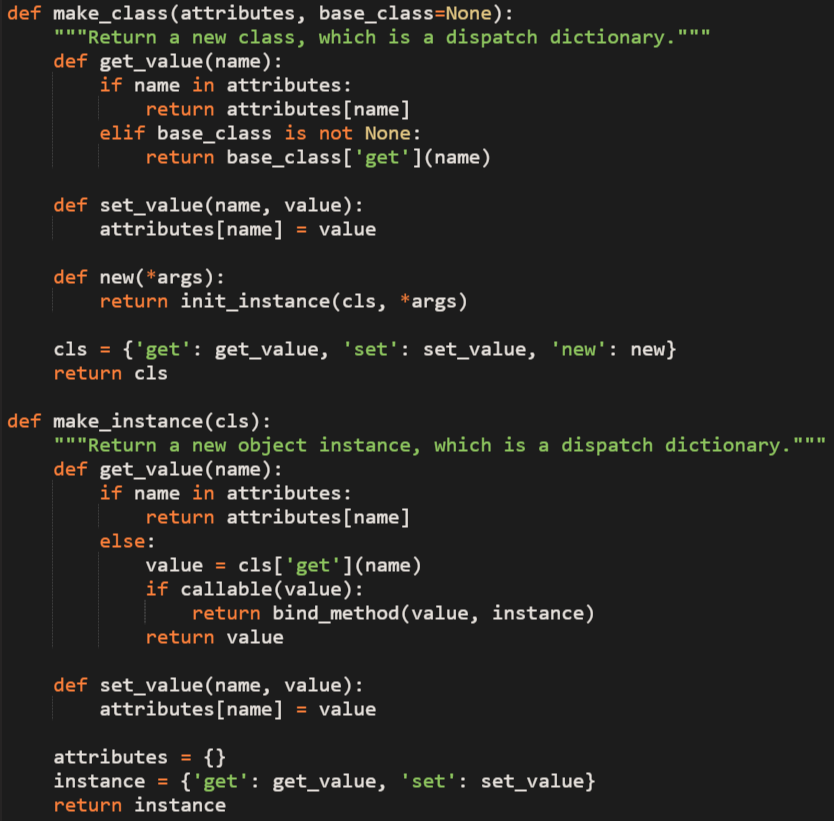 def make_class(attributes, base_class=None):
    """Return a new class, which is a dispatch dictionary."""
    def get_value(name):
        if name in attributes:
            return attributes[name]
        elif base_class is not None:
            return base_class['get'](name)

    def set_value(name, value):
        attributes[name] = value

    def new(*args):
        return init_instance(cls, *args)

    cls = {'get': get_value, 'set': set_value, 'new': new}
    return cls

def make_instance(cls):
    """Return a new object instance, which is a dispatch dictionary."""
    def get_value(name):
        if name in attributes:
            return attributes[name]
        else:
            value = cls['get'](name)
            if callable(value):
                return bind_method(value, instance)
            return value

    def set_value(name, value):
        attributes[name] = value

    attributes = {}
    instance = {'get': get_value, 'set': set_value}
    return instance